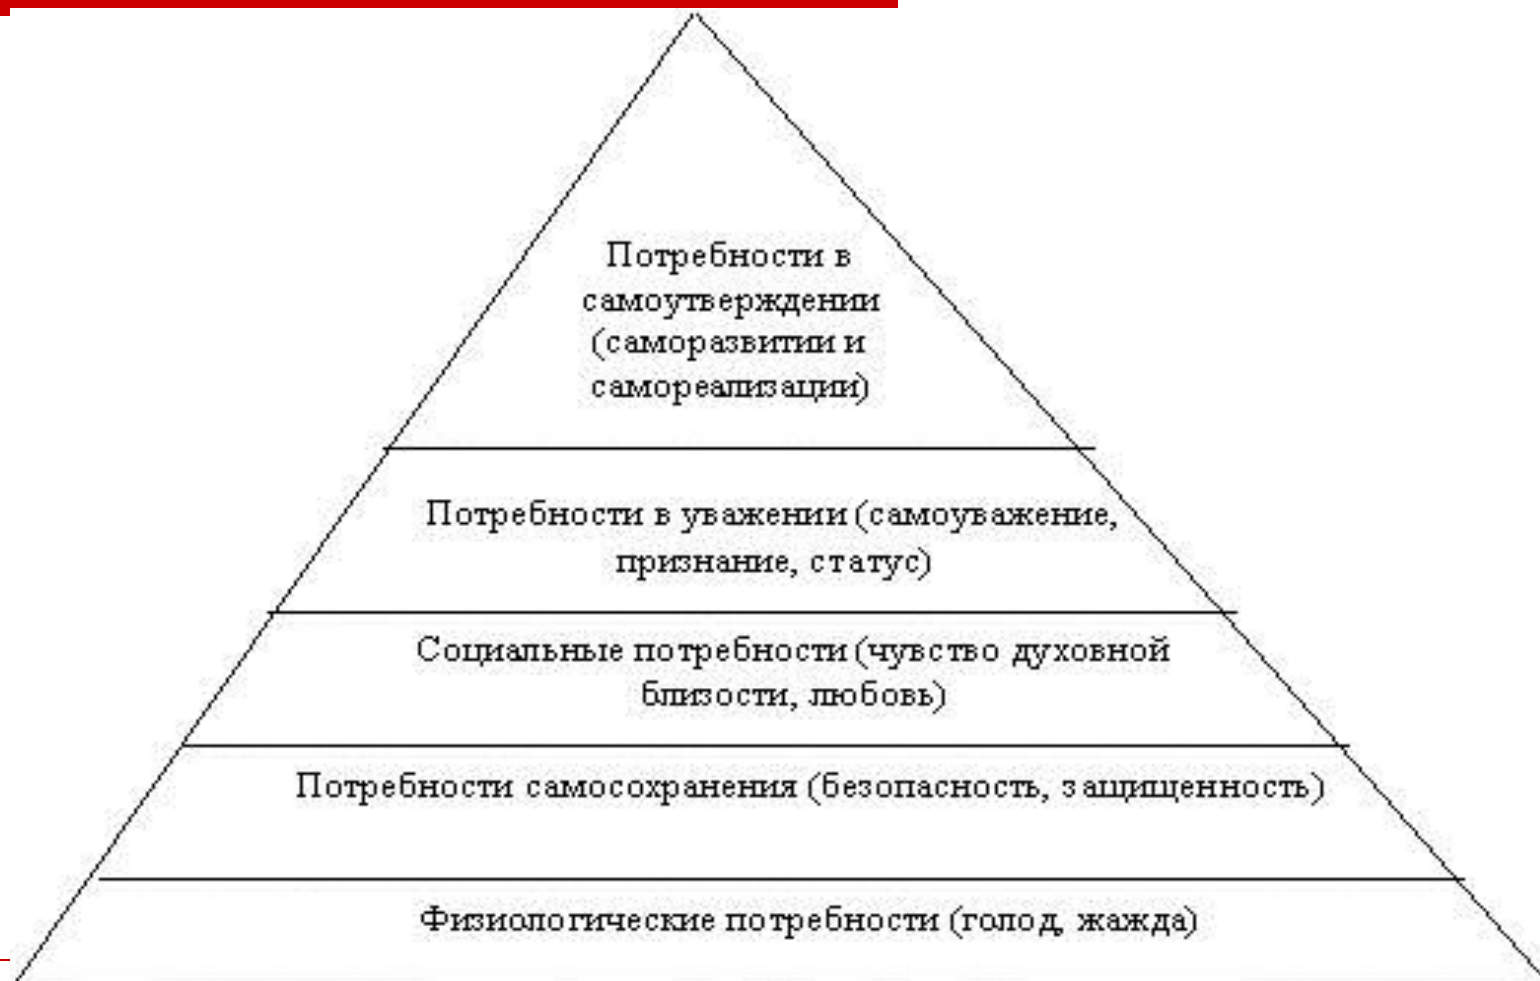 Потребности в
самоутверждении
(саморазвитии и
самореализации)
Потребности в уважении (самоуважение,
признание, статус)
Социальные потребности (чувство духовной
близости, любовь)
Потребности самосохранения (безопасность, защищенность)
Физиологические потребности (голод, жажда)